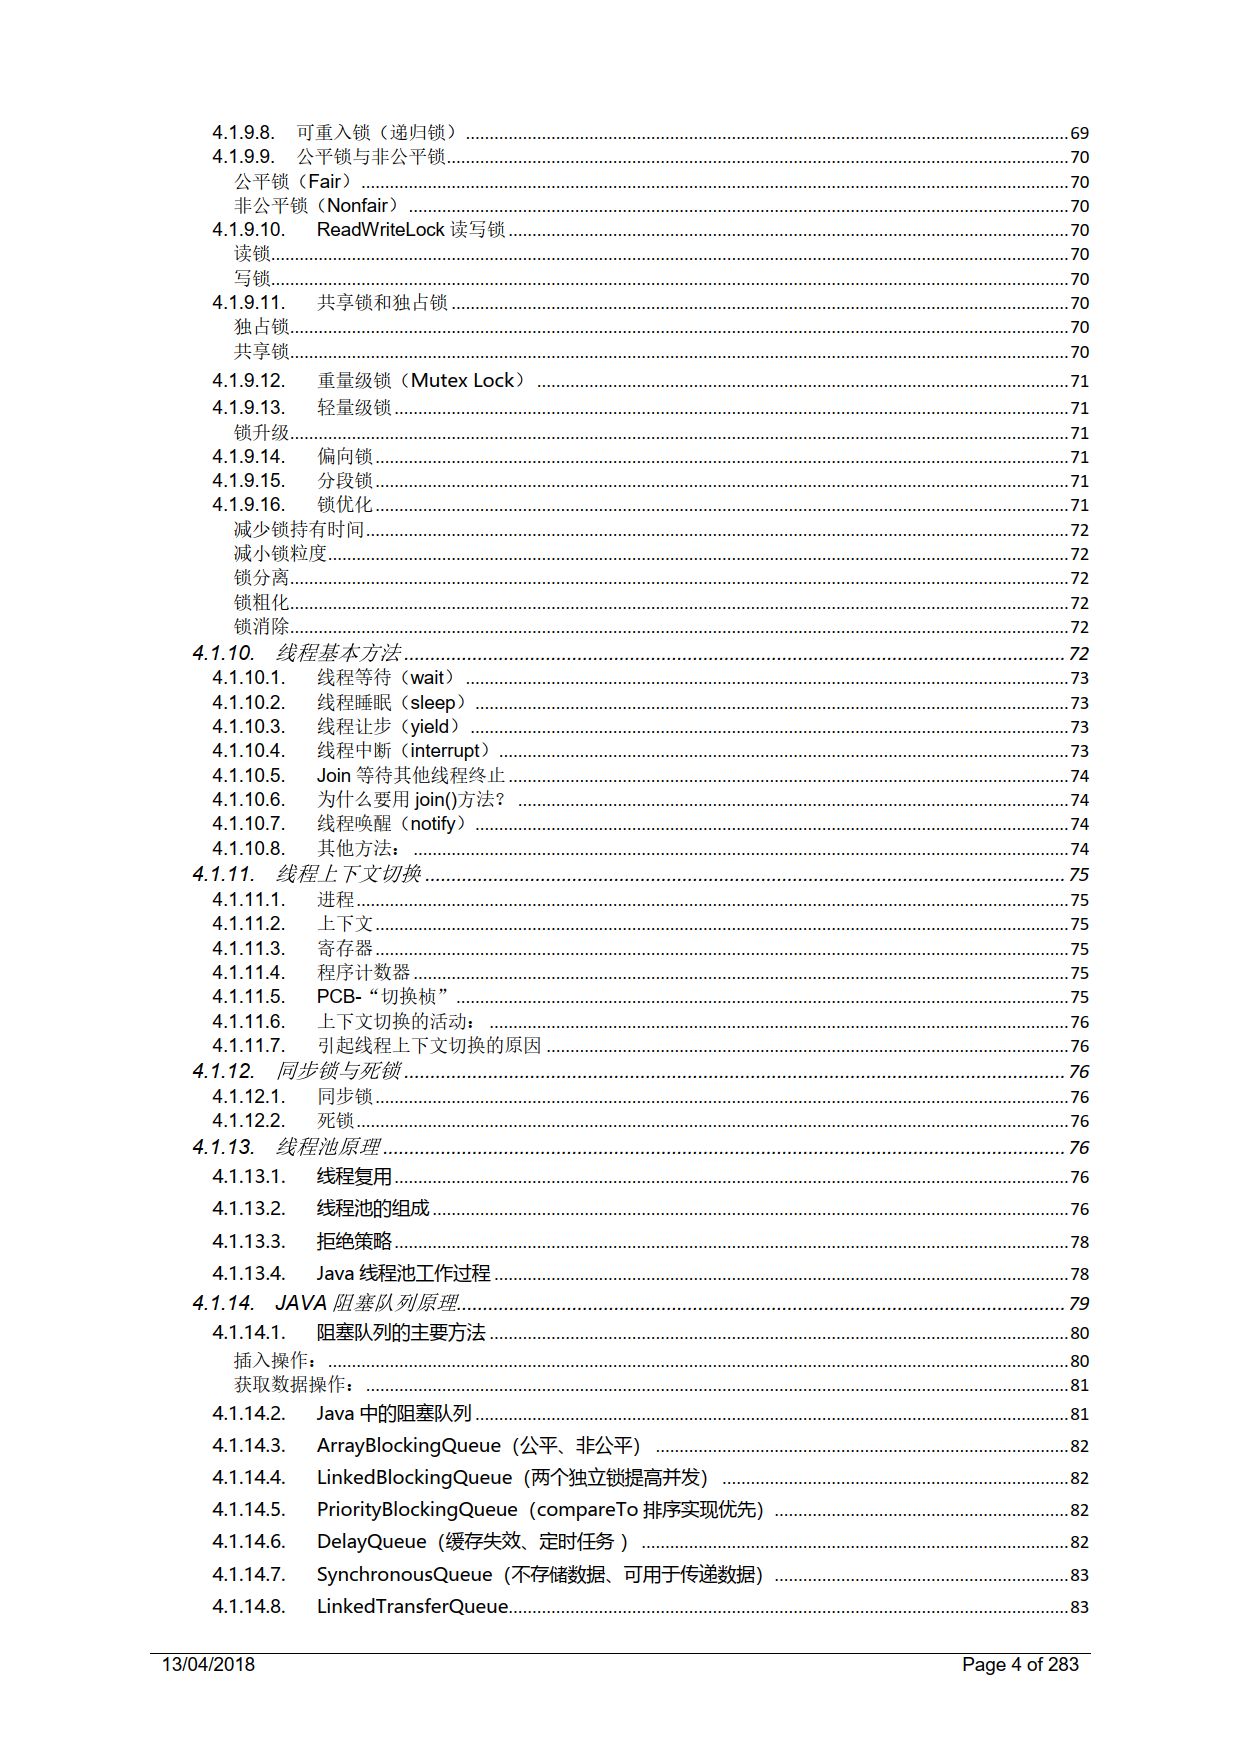 4.1.9.8. 可重入锁（递归锁）................69
4.1.9.9. 公平锁与非公平锁................70
公平锁（Fair）................70
非公平锁（Nonfair）................70
4.1.9.10. ReadWriteLock 读写锁................70
读锁................70
写锁................70
4.1.9.11. 共享锁和独占锁................70
独占锁................70
共享锁................70
4.1.9.12. 重量级锁（Mutex Lock）................71
4.1.9.13. 轻量级锁................71
锁升级................71
4.1.9.14. 偏向锁................71
4.1.9.15. 分段锁................71
4.1.9.16. 锁优化................71
减少锁持有时间................72
减小锁粒度................72
锁分离................72
锁粗化................72
锁消除................72
4.1.10. 线程基本方法................72
4.1.10.1. 线程等待（wait）................73
4.1.10.2. 线程睡眠（sleep）................73
4.1.10.3. 线程让步（yield）................73
4.1.10.4. 线程中断（interrupt）................73
4.1.10.5. Join 等待其他线程终止................74
4.1.10.6. 为什么要用 join()方法？................74
4.1.10.7. 线程唤醒（notify）................74
4.1.10.8. 其他方法：................74
4.1.11. 线程上下文切换................75
4.1.11.1. 进程................75
4.1.11.2. 上下文................75
4.1.11.3. 寄存器................75
4.1.11.4. 程序计数器................75
4.1.11.5. PCB-“切换桢”................75
4.1.11.6. 上下文切换的活动：................76
4.1.11.7. 引起线程上下文切换的原因................76
4.1.12. 同步锁与死锁................76
4.1.12.1. 同步锁................76
4.1.12.2. 死锁................76
4.1.13. 线程池原理................76
4.1.13.1. 线程复用................76
4.1.13.2. 线程池的组成................76
4.1.13.3. 拒绝策略................78
4.1.13.4. Java 线程池工作过程................78
4.1.14. JAVA 阻塞队列原理................79
4.1.14.1. 阻塞队列的主要方法................80
插入操作：................80
获取数据操作：................81
4.1.14.2. Java 中的阻塞队列................81
4.1.14.3. ArrayBlockingQueue（公平、非公平）................82
4.1.14.4. LinkedBlockingQueue（两个独立锁提高并发）................82
4.1.14.5. PriorityBlockingQueue（compareTo 排序实现优先）................82
4.1.14.6. DelayQueue（缓存失效、定时任务 ）................82
4.1.14.7. SynchronousQueue（不存储数据、可用于传递数据）................83
4.1.14.8. LinkedTransferQueue................83
13/04/2018 Page 4 of 283